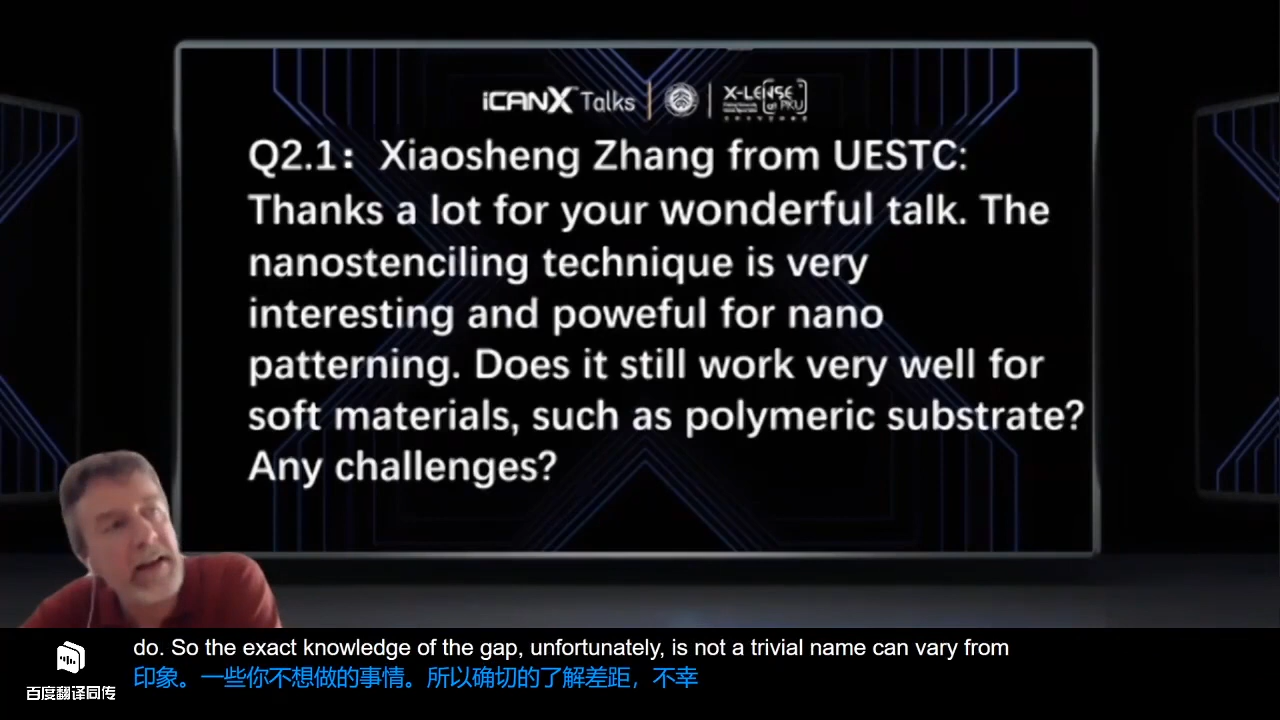 iCANX Talks
X-LENSE at PKU
Q2.1： Xiaosheng Zhang from UESTC:
Thanks a lot for your wonderful talk. The
nanostenciling technique is very
interesting and poweful for nano
patterning. Does it still work very well for
soft materials, such as polymeric substrate?
Any challenges?
do. So the exact knowledge of the gap, unfortunately, is not a trivial name can vary from
印象。一些你不想做的事情。所以确切的了解差距，不幸
百度翻译同传